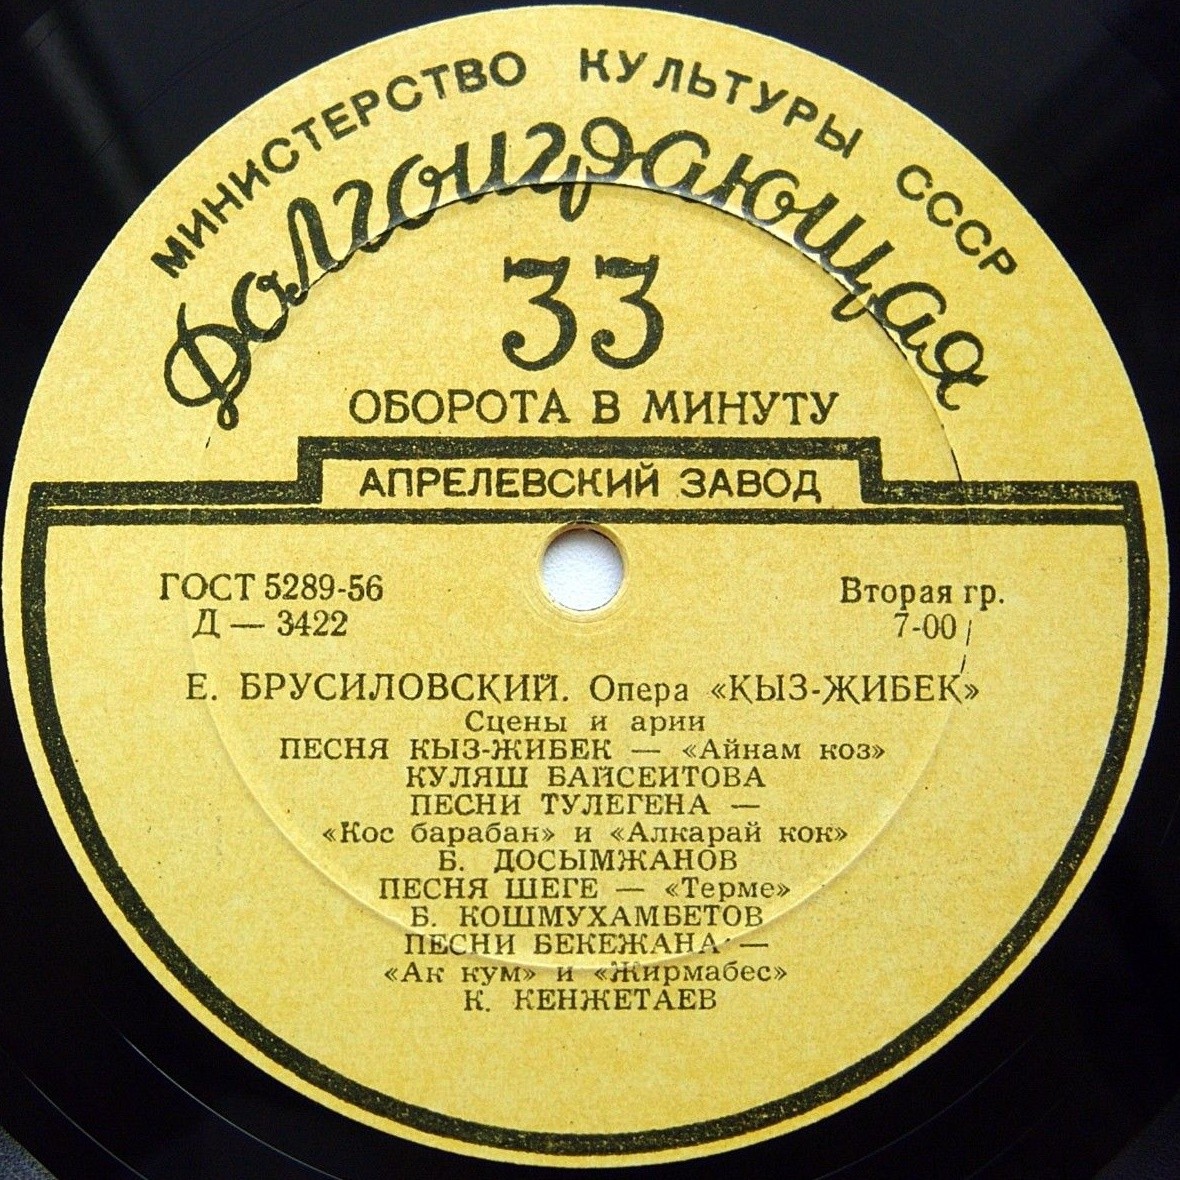 МИНИСТЕРСТВО КУЛЬТУРЫ СССР
Долгоиграющая
33
ОБОРОТА В МИНУТУ
АПРЕЛЕВСКИЙ ЗАВОД
ГОСТ 5289-56
Д — 3422
Вторая гр.
7-00
Е. БРУСИЛОВСКИЙ. Опера «КЫЗ-ЖИБЕК»
Сцены и арии
ПЕСНЯ КЫЗ-ЖИБЕК — «Айнам коз»
КУЛЯШ БАЙСЕИТОВА
ПЕСНИ ТУЛЕГЕНА —
«Кос барабан» и «Алкарай кок»
Б. ДОСЫМЖАНОВ
ПЕСНЯ ШЕГЕ — «Терме»
Б. КОШМУХАМБЕТОВ
ПЕСНИ БЕКЕЖАНА —
«Ак кум» и «Жирмабес»
К. КЕНЖЕТАЕВ